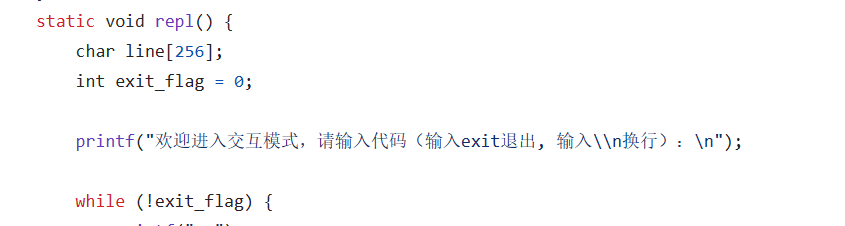 static void repl() {
char line[256];
int exit_flag = 0;
printf("欢迎进入交互模式，请输入代码（输入exit退出, 输入\\n换行）：\n");
while (!exit_flag) {